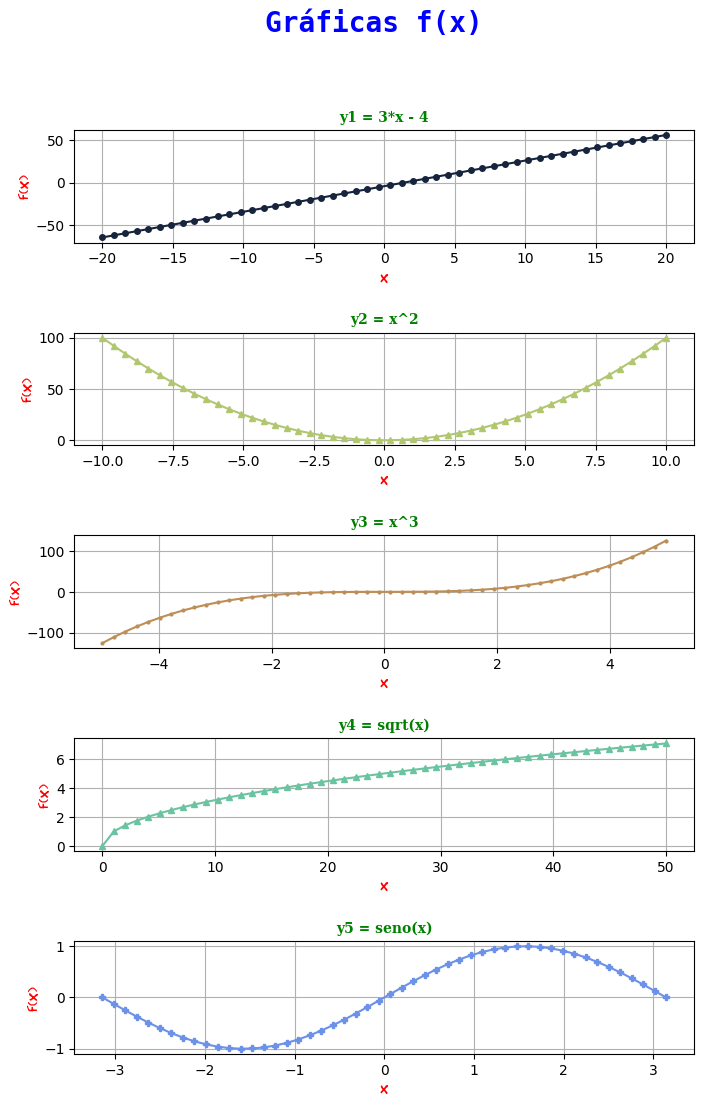 Gráficas f(x)
y1 = 3*x - 4
f(x)
50
0
−50
−20 −15 −10 −5 0 5 10 15 20
x
y2 = x^2
f(x)
100
50
0
−10.0 −7.5 −5.0 −2.5 0.0 2.5 5.0 7.5 10.0
x
y3 = x^3
f(x)
100
0
−100
−4 −2 0 2 4
x
y4 = sqrt(x)
f(x)
6
4
2
0
0 10 20 30 40 50
x
y5 = seno(x)
f(x)
1
0
−1
−3 −2 −1 0 1 2 3
x